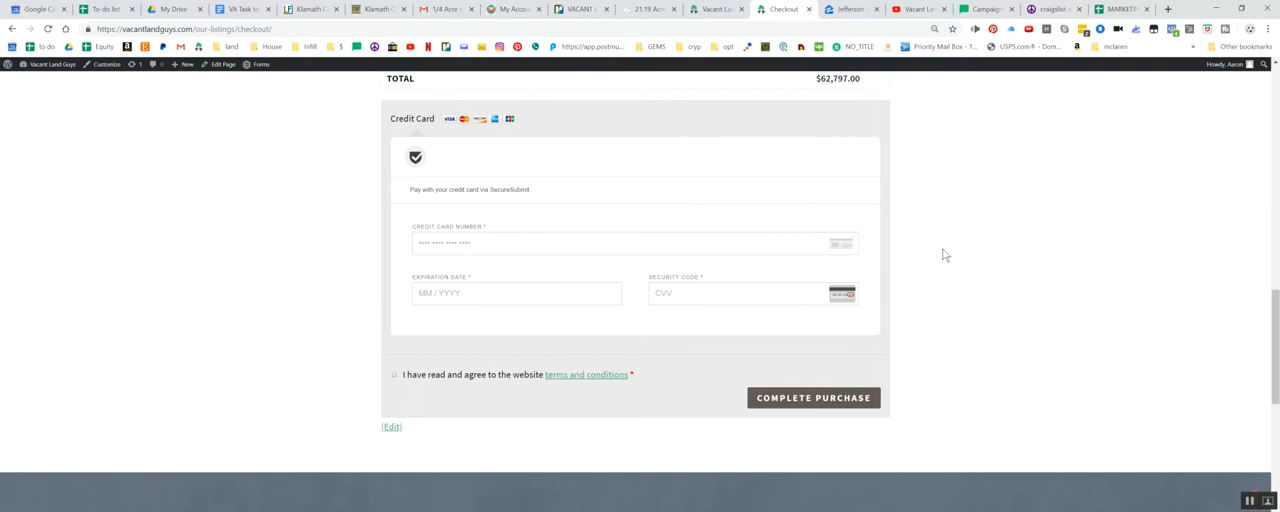 Google Ca
To-do list
My Drive
VA Task to
Klamath C
Klamath C
1/4 Acre
My Accou
VACANT L
21.19 Acre
Vacant La
Checkout
Jefferson
Vacant Lan
Campaign
craigslist
MARKETIN
https://vacantlandguys.com/our-listings/checkout/
to do
Equity
land
House
Infill
$
https://app.postmu
GEMS
cryp
opt
NO_TITLE
Priority Mail Box - 1
USPS.com® - Dom
mclaren
Other bookmarks
Vacant Land Guys
Customize
1
0
New
Edit Page
Forms
Howdy, Aaron
TOTAL $62,797.00
Credit Card VISA
Pay with your credit card via SecureSubmit.
CREDIT CARD NUMBER *
•••• •••• •••• ••••
EXPIRATION DATE * SECURITY CODE *
MM / YYYY CVV
I have read and agree to the website terms and conditions *
COMPLETE PURCHASE
(Edit)